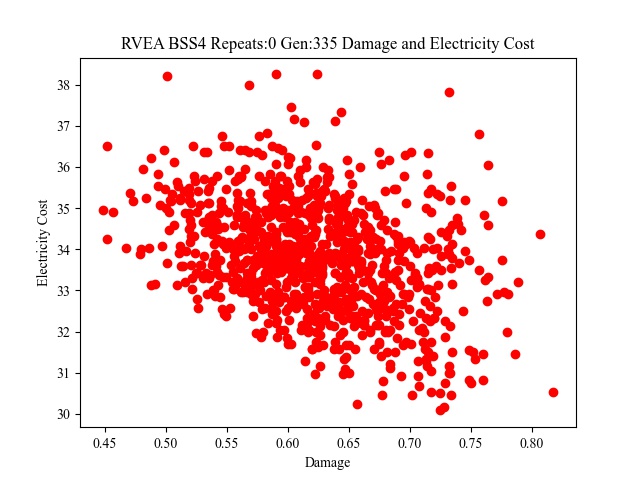 RVEA BSS4 Repeats:0 Gen:335 Damage and Electricity Cost
38
37
36
35
34
33
32
31
30
Electricity Cost
0.45 0.50 0.55 0.60 0.65 0.70 0.75 0.80
Damage